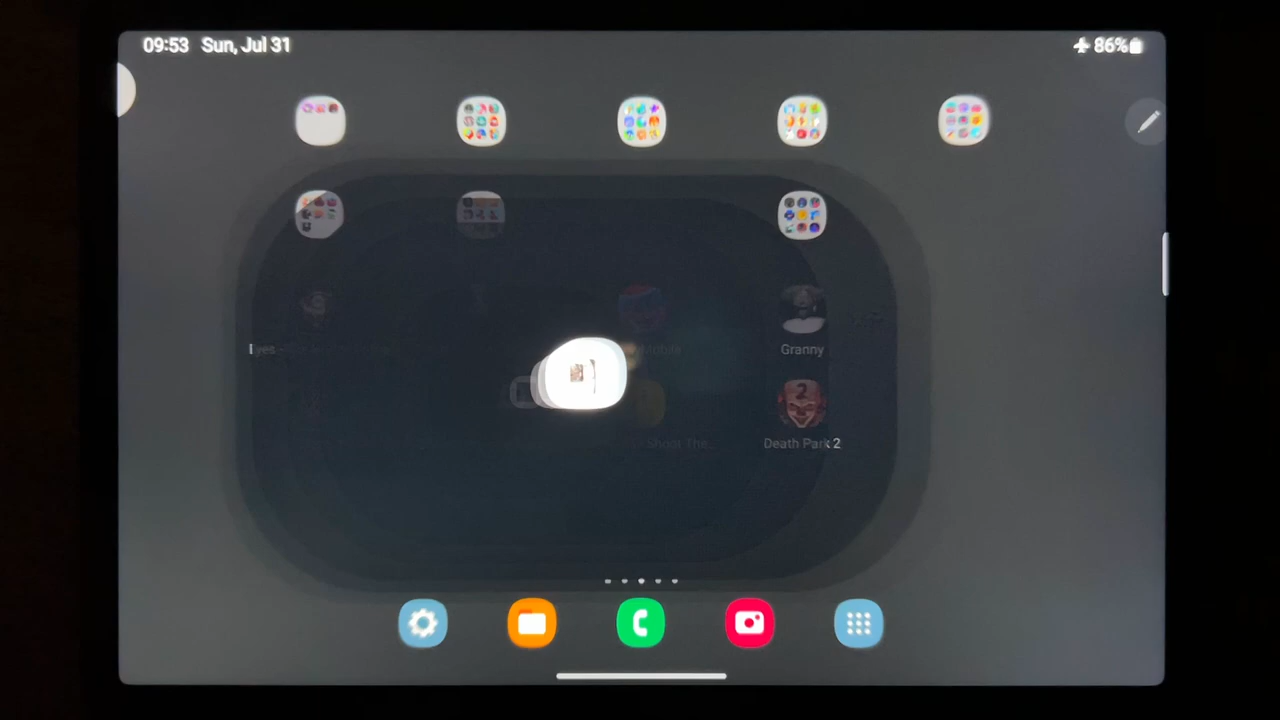 09:53 Sun, Jul 31
86%
Eyes -
Mobile
Granny
Shoot The...
Death Park 2